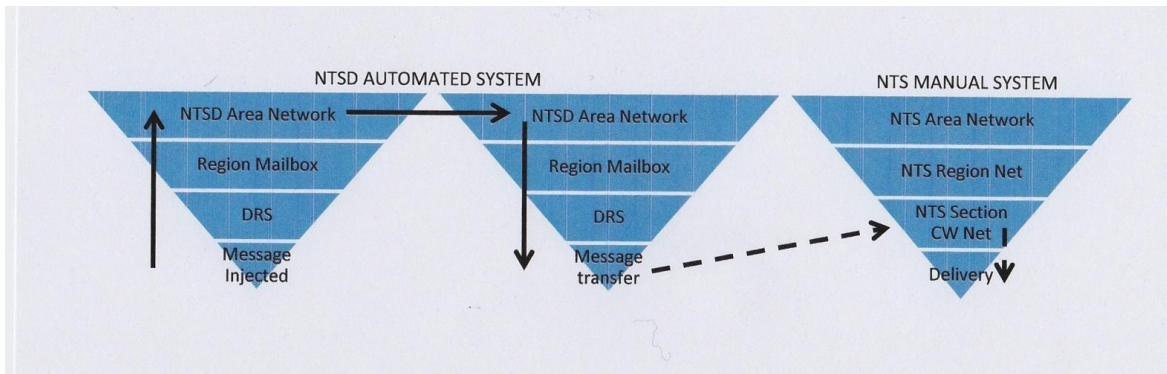 NTSD AUTOMATED SYSTEM
NTSD Area Network
Region Mailbox
DRS
Message
Injected
NTSD Area Network
Region Mailbox
DRS
Message
transfer
NTS MANUAL SYSTEM
NTS Area Network
NTS Region Net
NTS Section
CW Net
Delivery